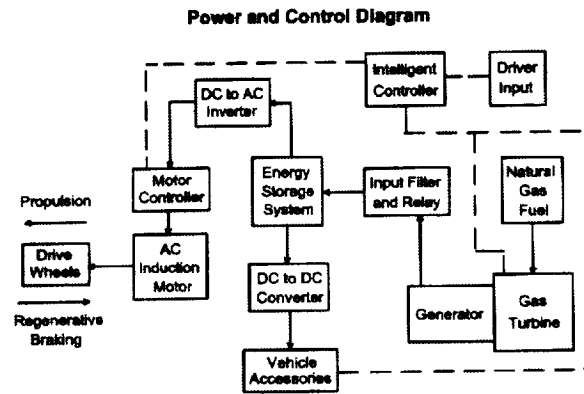 Power and Control Diagram
Intelligent
Controller
Driver
Input
DC to AC
Inverter
Motor
Controller
Energy
Storage
System
Input Filter
and Relay
Natural
Gas
Fuel
Propulsion
Drive
Wheels
AC
Induction
Motor
Regenerative
Braking
DC to DC
Converter
Generator
Gas
Turbine
Vehicle
Accessories